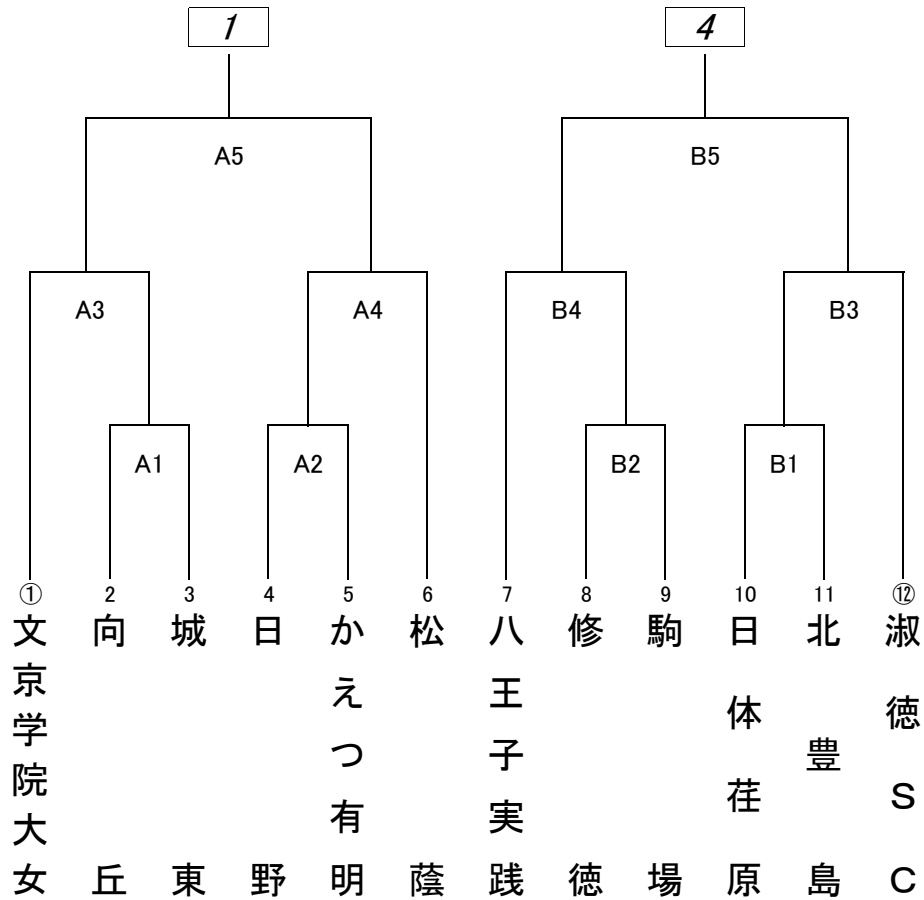 1 4
A5 B5
A3 A4 B4 B3
A1 A2 B2 B1
① 2 3 4 5 6 7 8 9 10 11 ⑫
文京学院大女
向丘
城東
日野
かえつ有明
松蔭
八王子実践
修徳
駒場
日体荏原
北豊島
淑徳SC